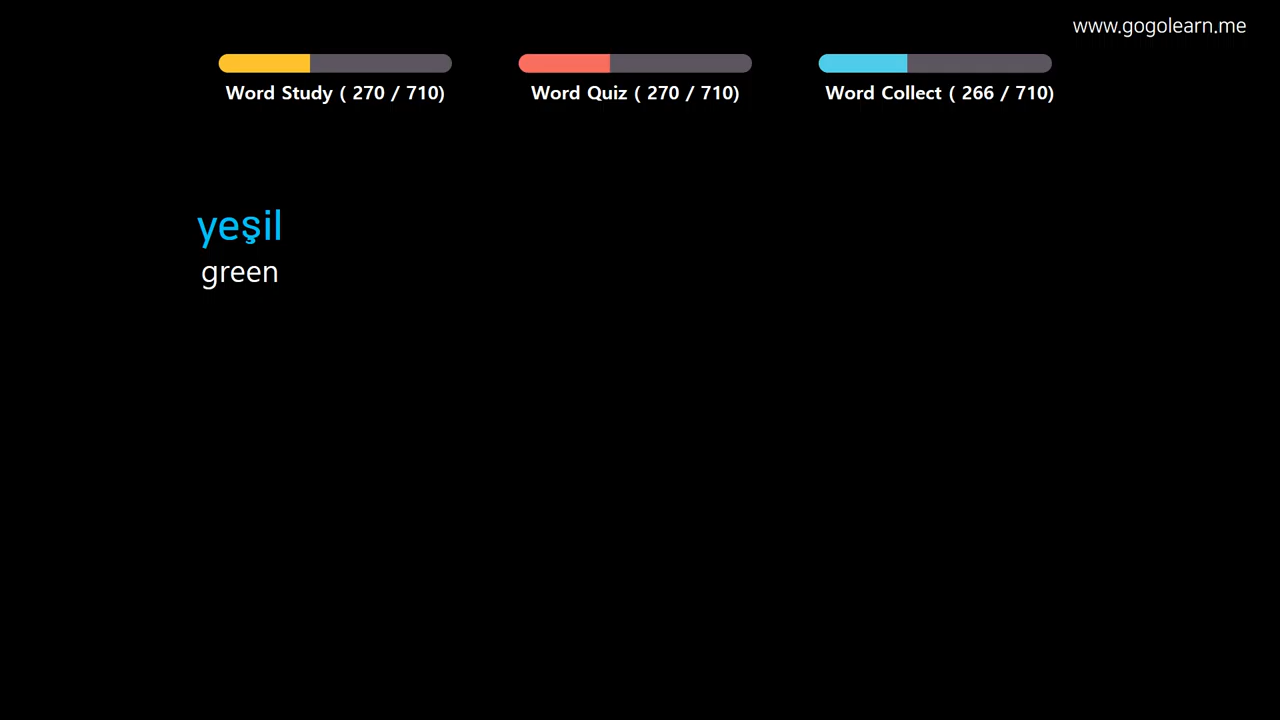 www.gogolearn.me
Word Study ( 270 / 710)
Word Quiz ( 270 / 710)
Word Collect ( 266 / 710)
yeşil
green